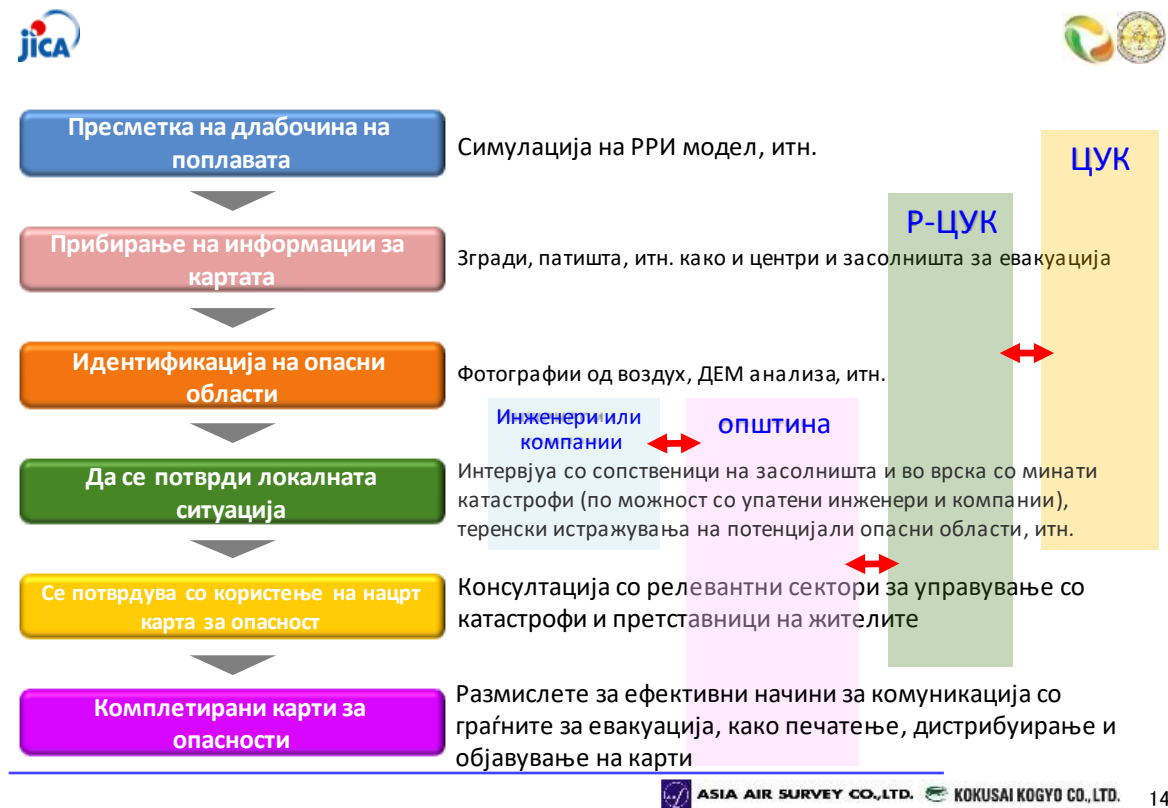 jICA
Пресметка на длабочина на
поплавата
Симулација на РРИ модел, итн.
ЦУК
Р-ЦУК
Прибирање на информации за
картата
Згради, патишта, итн. како и центри и засолништа за евакуација
Идентификација на опасни
области
Фотографии од воздух, ДЕМ анализа, итн.
Инженери или
компании
општина
Да се потврди локалната
ситуација
Интервјуа со сопственици на засолништа и во врска со минати
катастрофи (по можност со упатени инженери и компании),
теренски истражувања на потенцијали опасни области, итн.
Се потврдува со користење на нацрт
карта за опасност
Консултација со релевантни сектори за управување со
катастрофи и претставници на жителите
Комплетирани карти за
опасности
Размислете за ефективни начини за комуникација со
граѓните за евакуација, како печатење, дистрибуирање и
објавување на карти
ASIA AIR SURVEY CO.,LTD. KOKUSAI KOGYO CO., LTD. 14